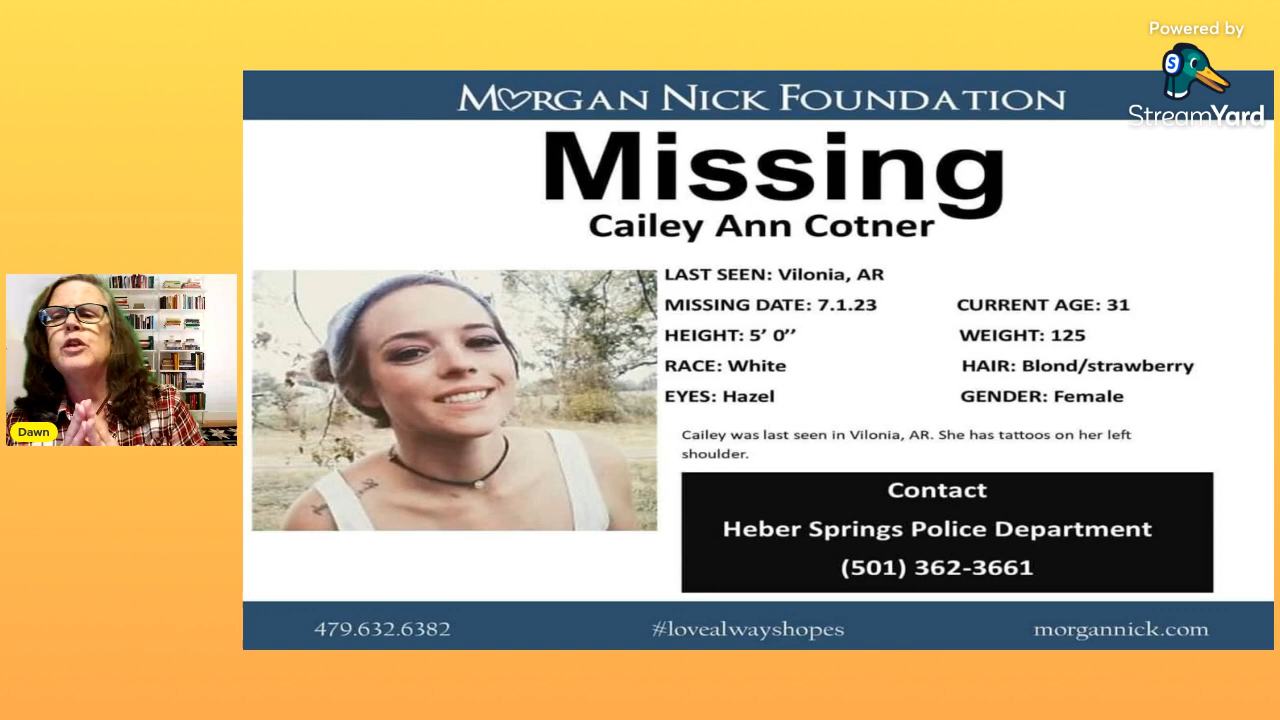 Powered by
StreamYard
MORGAN NICK FOUNDATION
Missing
Cailey Ann Cotner
LAST SEEN: Vilonia, AR
MISSING DATE: 7.1.23 CURRENT AGE: 31
HEIGHT: 5’ 0’’ WEIGHT: 125
RACE: White HAIR: Blond/strawberry
EYES: Hazel GENDER: Female
Cailey was last seen in Vilonia, AR. She has tattoos on her left
shoulder.
Contact
Heber Springs Police Department
(501) 362-3661
479.632.6382 #lovealwayshopes morgannick.com
Dawn